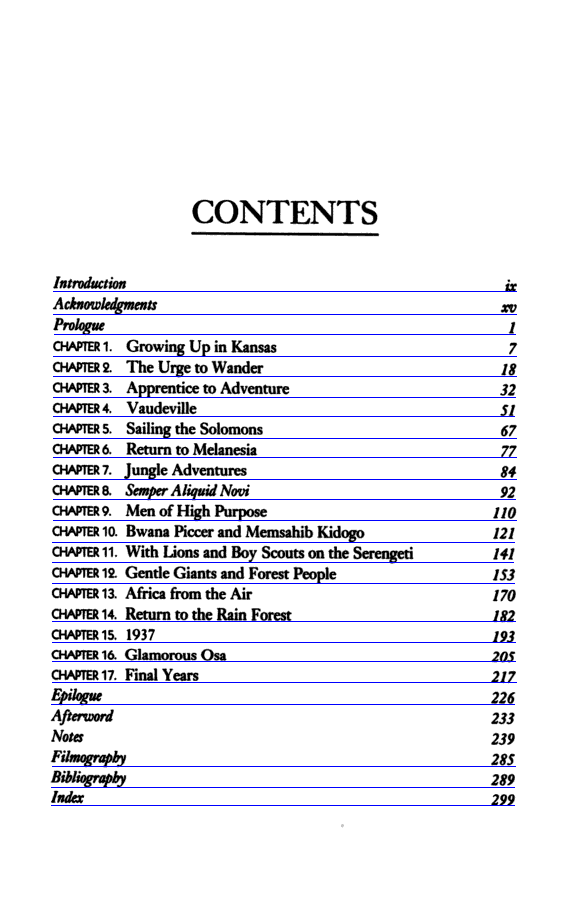 CONTENTS
Introduction ix
Acknowledgments xv
Prologue 1
CHAPTER 1. Growing Up in Kansas 7
CHAPTER 2. The Urge to Wander 18
CHAPTER 3. Apprentice to Adventure 32
CHAPTER 4. Vaudeville 51
CHAPTER 5. Sailing the Solomons 67
CHAPTER 6. Return to Melanesia 77
CHAPTER 7. Jungle Adventures 84
CHAPTER 8. Semper Aliquid Novi 92
CHAPTER 9. Men of High Purpose 110
CHAPTER 10. Bwana Piccer and Memsahib Kidogo 121
CHAPTER 11. With Lions and Boy Scouts on the Serengeti 141
CHAPTER 12. Gentle Giants and Forest People 153
CHAPTER 13. Africa from the Air 170
CHAPTER 14. Return to the Rain Forest 182
CHAPTER 15. 1937 193
CHAPTER 16. Glamorous Osa 205
CHAPTER 17. Final Years 217
Epilogue 226
Afterword 233
Notes 239
Filmography 285
Bibliography 289
Index 299